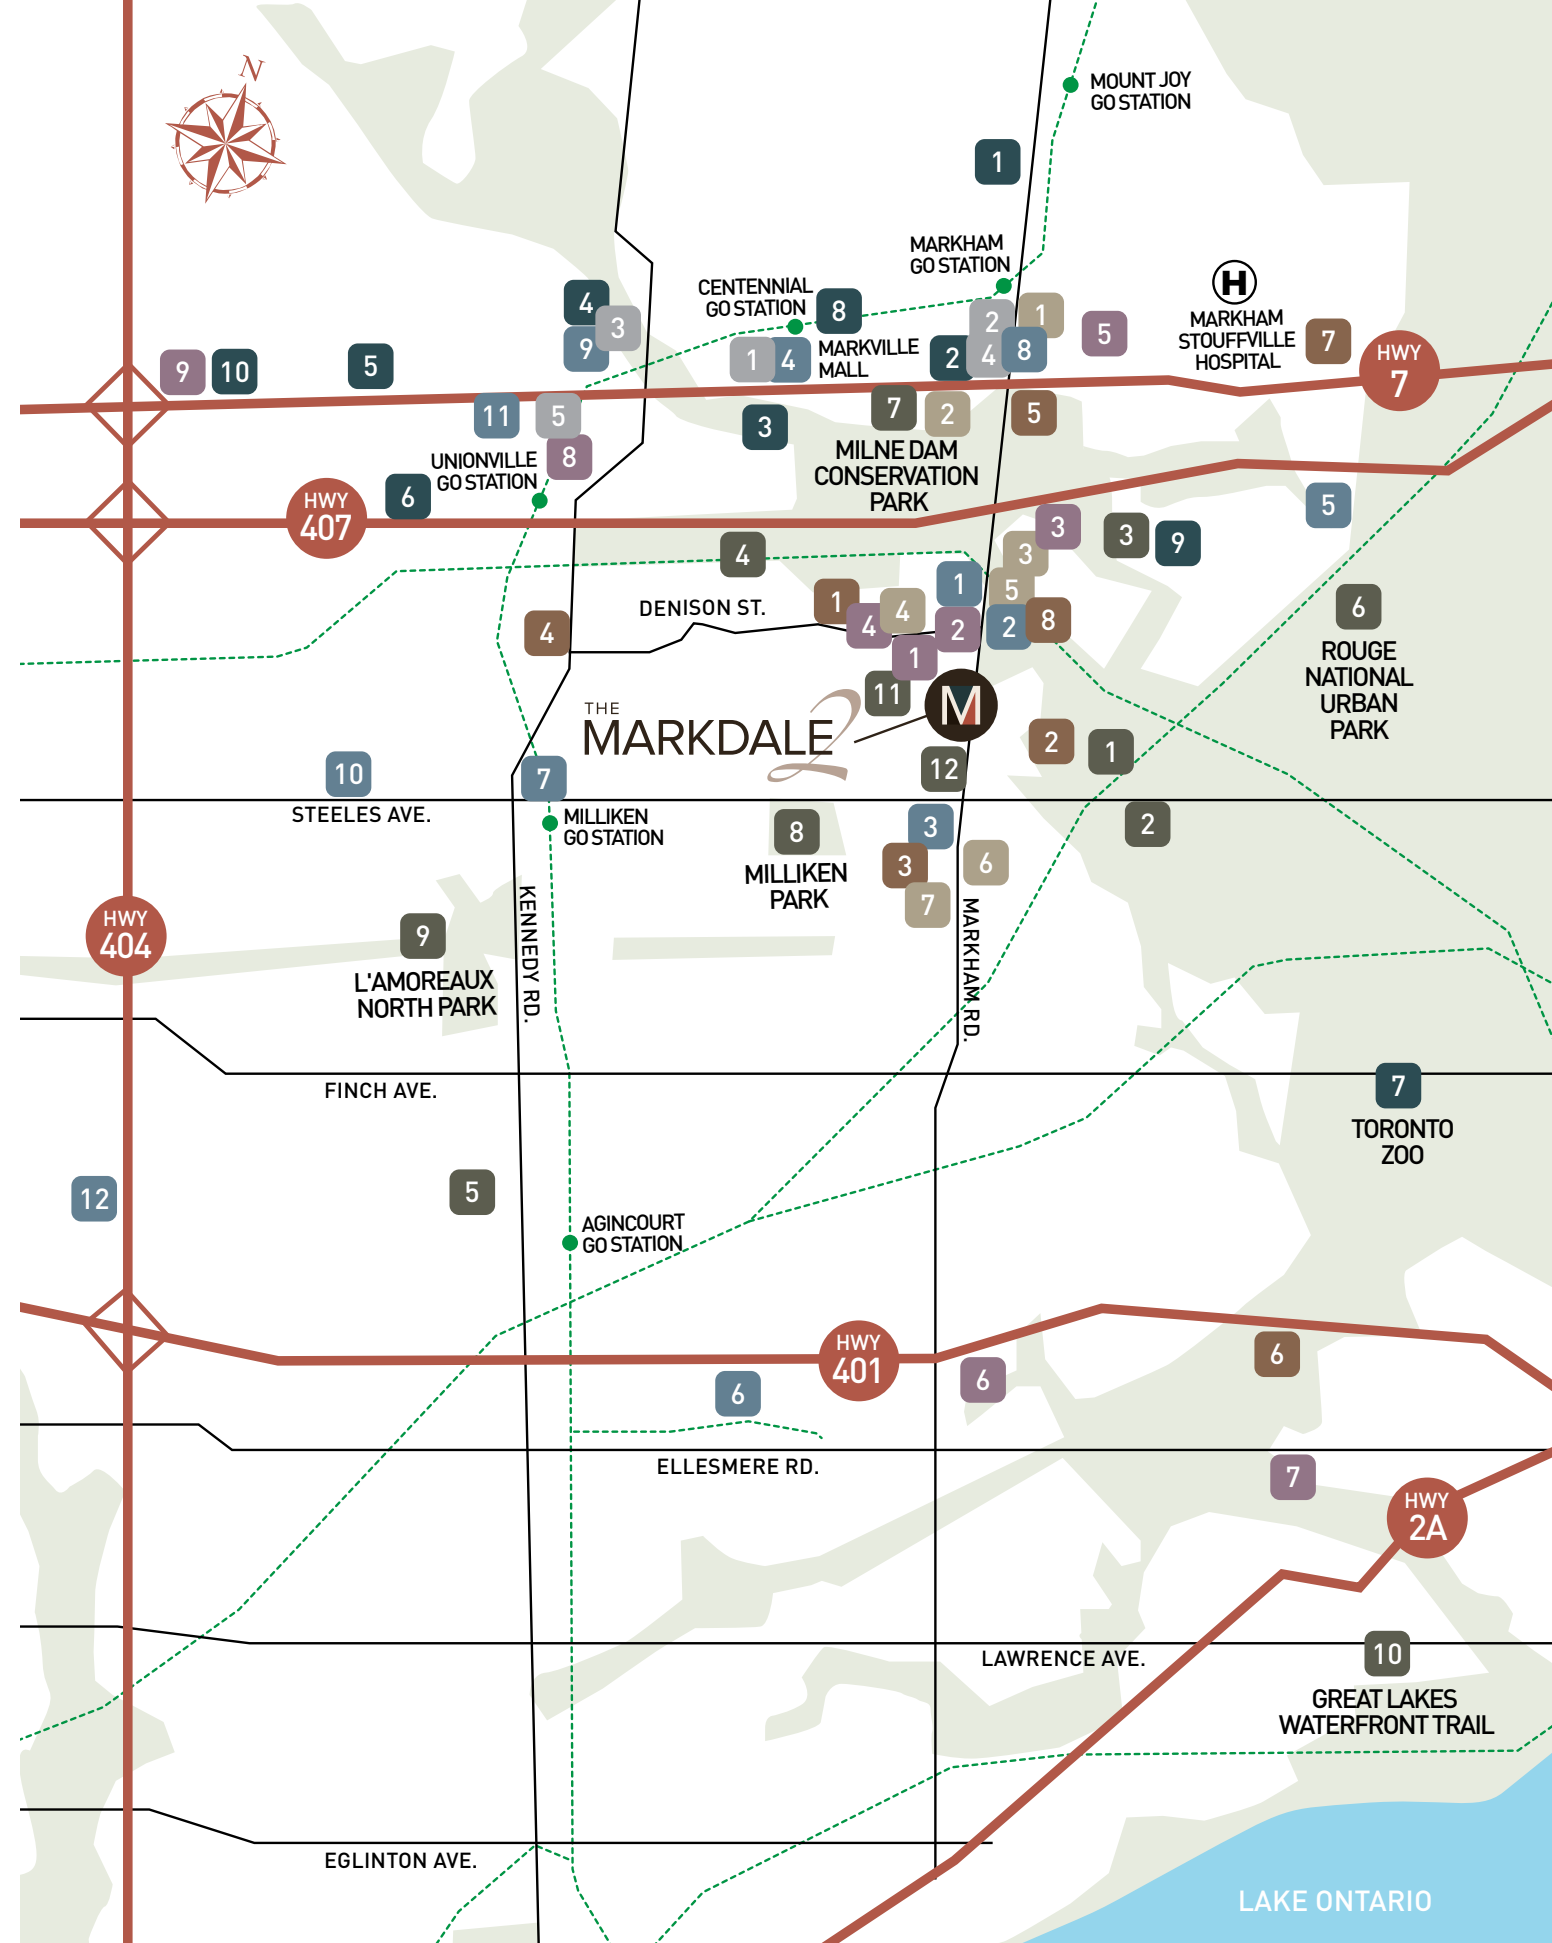 N
MOUNT JOY
GO STATION
1
MARKHAM
GO STATION
H
MARKHAM
STOUFFVILLE
HOSPITAL
7
HWY
7
CENTENNIAL
GO STATION
8
4
3
9
2
1
5
1
4
MARKVILLE
MALL
2
4
8
9
10
5
11
5
8
3
7
2
5
MILNE DAM
CONSERVATION
PARK
UNIONVILLE
GO STATION
6
HWY
407
5
3
3
9
3
4
1
5
DENISON ST.
1
4
4
2
2
8
4
1
11
6
ROUGE
NATIONAL
URBAN
PARK
THE
MARKDALE 2
M
2
1
12
10
7
STEELES AVE.
MILLIKEN
GO STATION
8
MILLIKEN
PARK
3
2
3
6
7
KENNEDY RD.
MARKHAM RD.
HWY
404
9
L'AMOREAUX
NORTH PARK
FINCH AVE.
7
TORONTO
ZOO
12
5
AGINCOURT
GO STATION
HWY
401
6
6
6
ELLESMERE RD.
7
HWY
2A
LAWRENCE AVE.
10
GREAT LAKES
WATERFRONT TRAIL
EGLINTON AVE.
LAKE ONTARIO